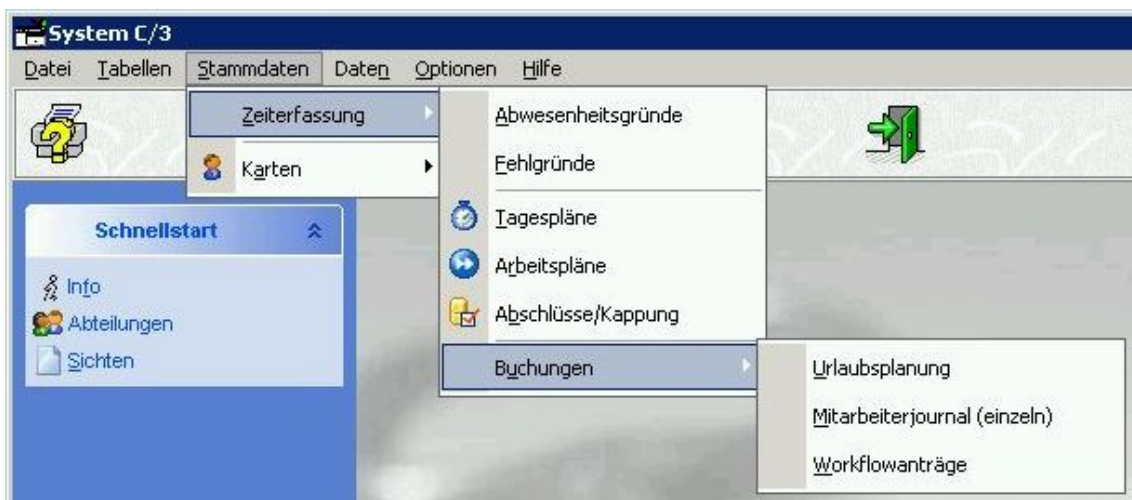 System C/3
Datei Tabellen Stammdaten Daten Optionen Hilfe
Zeiterfassung
Karten
Abwesenheitsgründe
Fehlgründe
Tagespläne
Arbeitspläne
Abschlüsse/Kappung
Buchungen
Urlaubsplanung
Mitarbeiterjournal (einzeln)
Workflowanträge
Schnellstart
Info
Abteilungen
Sichten